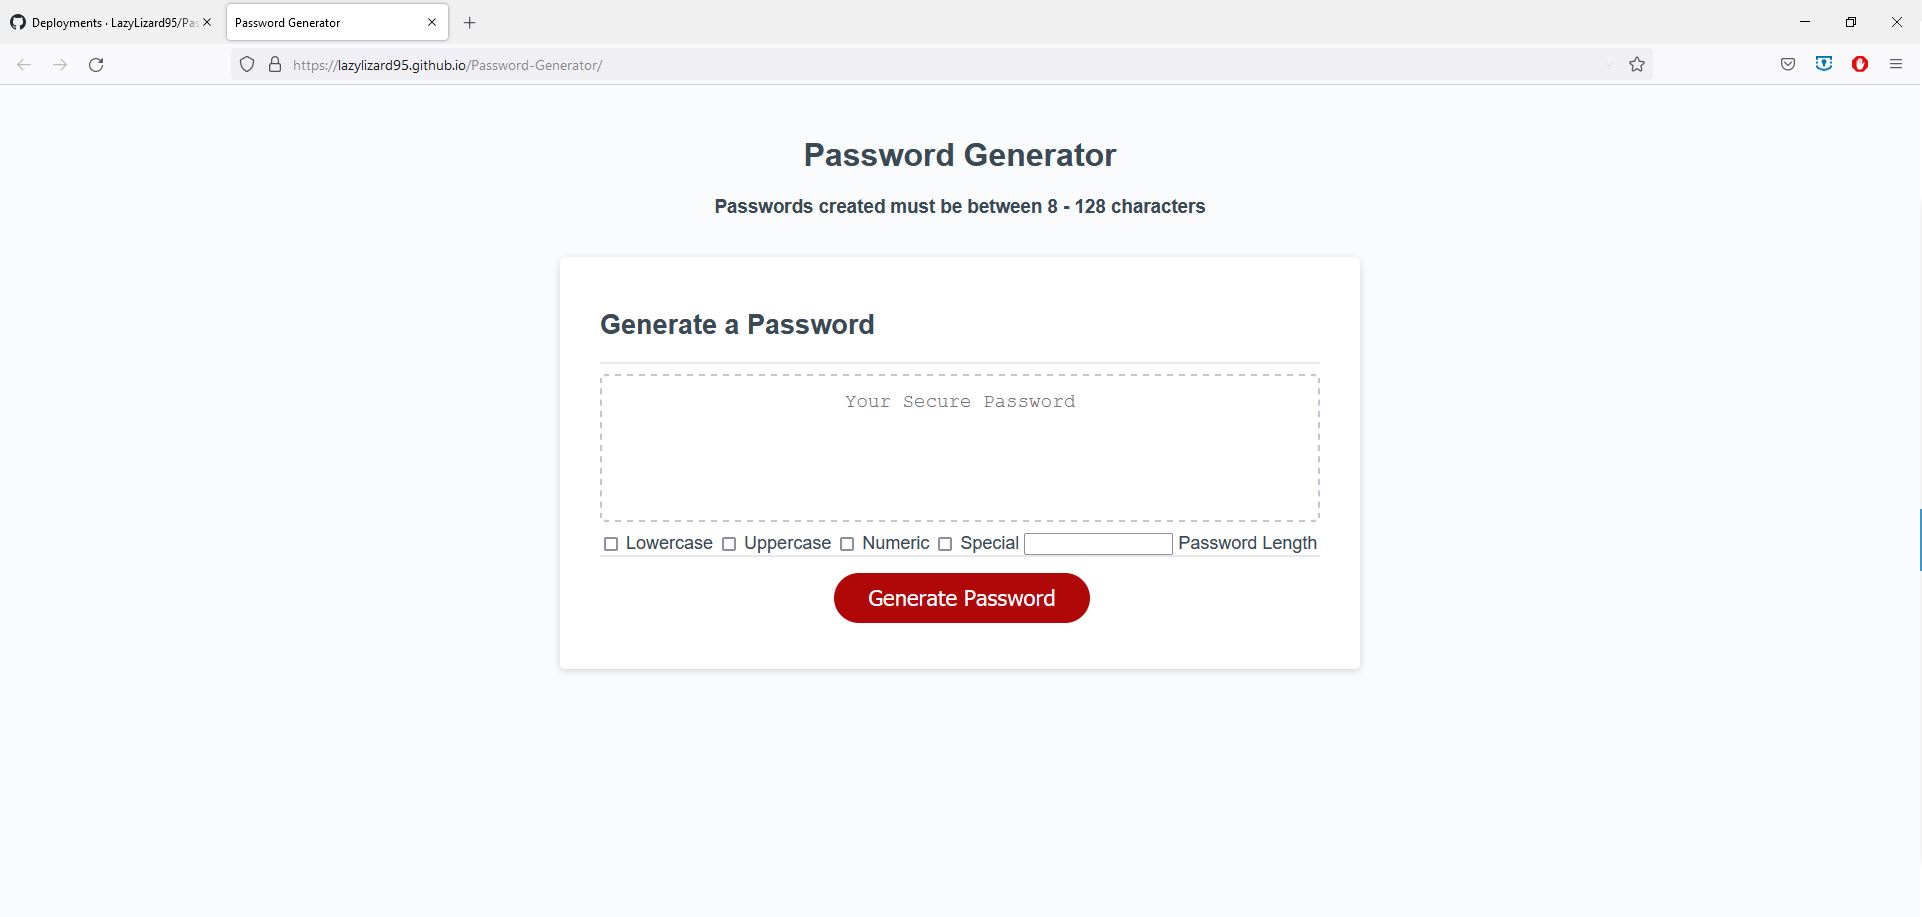 Deployments · LazyLizard95/Pas
Password Generator
https://lazylizard95.github.io/Password-Generator/
Password Generator
Passwords created must be between 8 - 128 characters
Generate a Password
Your Secure Password
Lowercase Uppercase Numeric Special Password Length
Generate Password